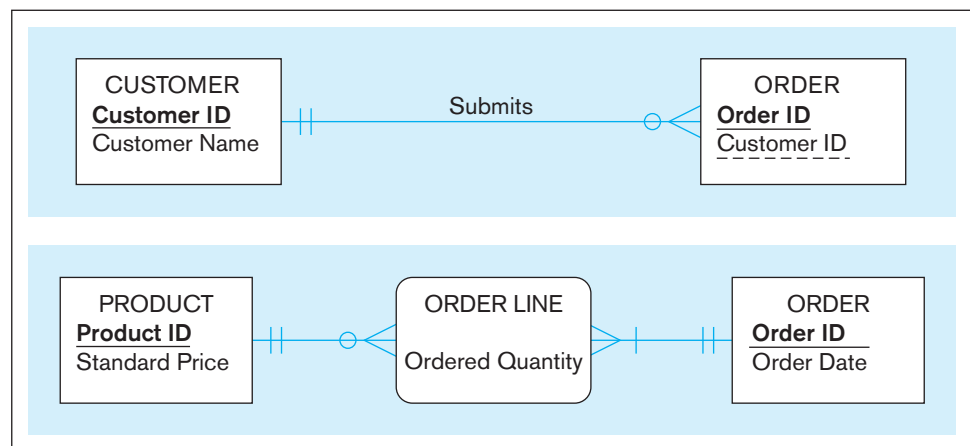 CUSTOMER
Customer ID
Customer Name
Submits
ORDER
Order ID
Customer ID
PRODUCT
Product ID
Standard Price
ORDER LINE
Ordered Quantity
ORDER
Order ID
Order Date